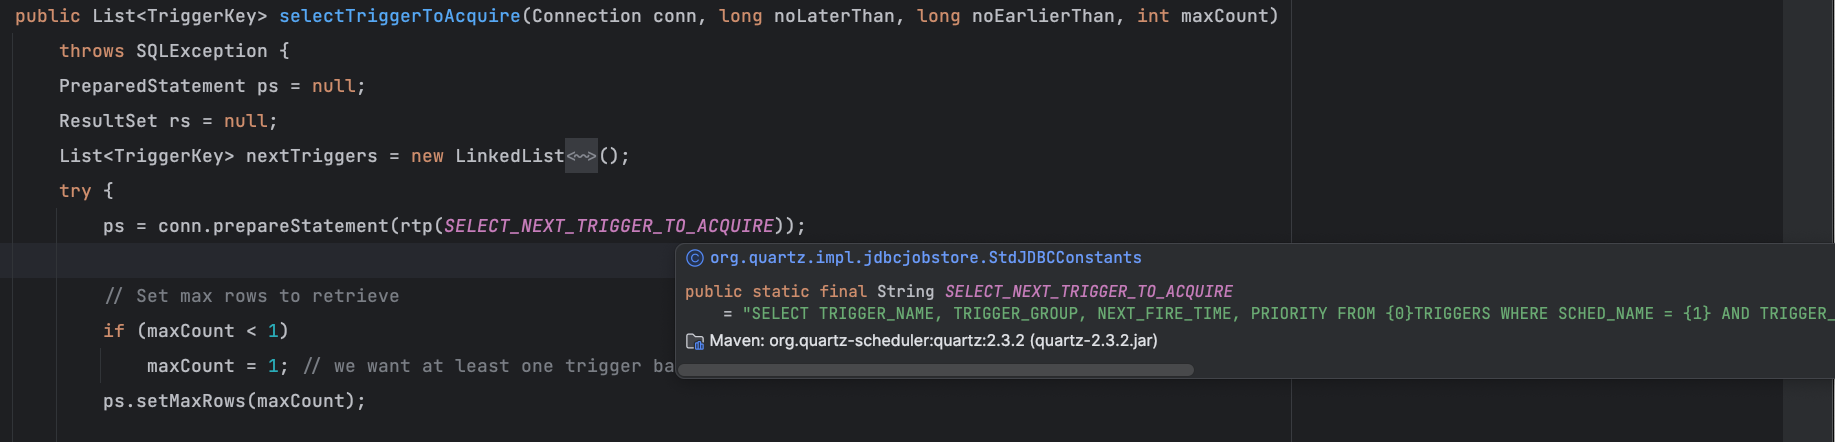 public List<TriggerKey> selectTriggerToAcquire(Connection conn, long noLaterThan, long noEarlierThan, int maxCount)
throws SQLException {
PreparedStatement ps = null;
ResultSet rs = null;
List<TriggerKey> nextTriggers = new LinkedList<~>();
try {
ps = conn.prepareStatement(rtp(SELECT_NEXT_TRIGGER_TO_ACQUIRE));
org.quartz.impl.jdbcjobstore.StdJDBCConstants
public static final String SELECT_NEXT_TRIGGER_TO_ACQUIRE
= "SELECT TRIGGER_NAME, TRIGGER_GROUP, NEXT_FIRE_TIME, PRIORITY FROM {0}TRIGGERS WHERE SCHED_NAME = {1} AND TRIGGER_
Maven: org.quartz-scheduler:quartz:2.3.2 (quartz-2.3.2.jar)
// Set max rows to retrieve
if (maxCount < 1)
maxCount = 1; // we want at least one trigger ba
ps.setMaxRows(maxCount);